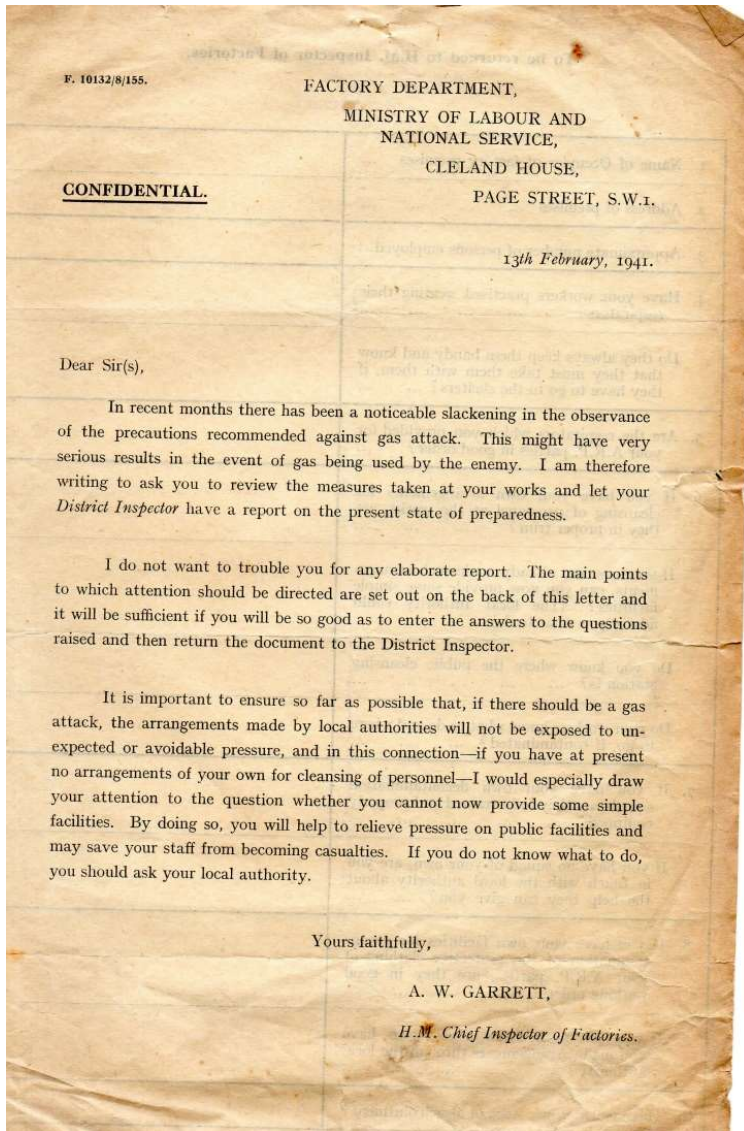 F. 10132/8/155.
FACTORY DEPARTMENT,
MINISTRY OF LABOUR AND
NATIONAL SERVICE,
CLELAND HOUSE,
CONFIDENTIAL.
PAGE STREET, S.W.1.
13th February, 1941.
Dear Sir(s),
In recent months there has been a noticeable slackening in the observance
of the precautions recommended against gas attack. This might have very
serious results in the event of gas being used by the enemy. I am therefore
writing to ask you to review the measures taken at your works and let your
District Inspector have a report on the present state of preparedness.
I do not want to trouble you for any elaborate report. The main points
to which attention should be directed are set out on the back of this letter and
it will be sufficient if you will be so good as to enter the answers to the questions
raised and then return the document to the District Inspector.
It is important to ensure so far as possible that, if there should be a gas
attack, the arrangements made by local authorities will not be exposed to un-
expected or avoidable pressure, and in this connection—if you have at present
no arrangements of your own for cleansing of personnel—I would especially draw
your attention to the question whether you cannot now provide some simple
facilities. By doing so, you will help to relieve pressure on public facilities and
may save your staff from becoming casualties. If you do not know what to do,
you should ask your local authority.
Yours faithfully,
A. W. GARRETT,
H.M. Chief Inspector of Factories.